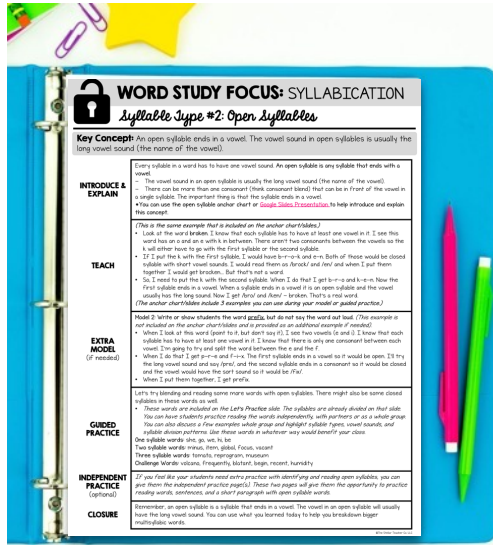 WORD STUDY FOCUS: SYLLABICATION
Syllable Type #2: Open Syllables
Key Concept: An open syllable ends in a vowel. The vowel sound in open syllables is usually the
long vowel sound (the name of the vowel).
INTRODUCE &
EXPLAIN
Every syllable in a word has to have one vowel sound. An open syllable is any syllable that ends with a
vowel.
– The vowel sound in an open syllable is usually the long vowel sound (the name of the vowel).
– There can be more than one consonant (think consonant blend) that can be in front of the vowel in
a single syllable. The important thing is that the syllable ends in a vowel.
*You can use the open syllable anchor chart or Google Slides Presentation to help introduce and explain
this concept.
TEACH
(This is the same example that is included on the anchor chart/slides.)
• Look at the word broken. I know that each syllable has to have at least one vowel in it. I see this
word has an o and an e with k in between. There aren't two consonants between the vowels so the
k will either have to go with the first syllable or the second syllable.
• If I put the k with the first syllable, I would have b-r-o-k and e-n. Both of those would be closed
syllable with short vowel sounds. I would read them as /brock/ and /en/ and when I put them
together I would get brocken... But that's not a word.
• So, I need to put the k with the second syllable. When I do that I get b-r-o and k-e-n. Now the
first syllable ends in a vowel. When a syllable ends in a vowel it is an open syllable and the vowel
usually has the long sound. Now I get /bro/ and /ken/ – broken. That's a real word.
(The anchor chart/slides include 3 examples you can use during your model or guided practice.)
EXTRA
MODEL
(if needed)
Model 2: Write or show students the word prefix, but do not say the word out loud. (This example is
not included on the anchor chart/slides and is provided as an additional example if needed.)
• When I look at this word (point to it, but don't say it), I see two vowels (e and i). I know that each
syllable has to have at least one vowel in it. I know that there is only one consonant between each
vowel. I'm going to try and split the word between the e and the f.
• When I do that I get p-r-e and f-i-x. The first syllable ends in a vowel so it would be open. I'll try
the long vowel sound and say /pre/, and the second syllable ends in a consonant so it would be closed
and the vowel would have the sort sound so it would be /fix/.
• When I put them together, I get prefix.
GUIDED
PRACTICE
Let's try blending and reading some more words with open syllables. There might also be some closed
syllables in these words as well.
• These words are included on the Let's Practice slide. The syllables are already divided on that slide.
You can have students practice reading the words independently, with partners or as a whole group.
You can also discuss a few examples whole group and highlight syllable types, vowel sounds, and
syllable division patterns. Use these words in whatever way would benefit your class.
One syllable words: she, go, we, hi, be
Two syllable words: minus, item, global, focus, vacant
Three syllable words: tomato, reprogram, museum
Challenge Words: volcano, frequently, blatant, begin, recent, humidity
INDEPENDENT
PRACTICE
(optional)
If you feel like your students need extra practice with identifying and reading open syllables, you can
give them the independent practice page(s). These two pages will give them the opportunity to practice
reading words, sentences, and a short paragraph with open syllable words.
CLOSURE
Remember, an open syllable is a syllable that ends in a vowel. The vowel in an open syllable will usually
have the long vowel sound. You can use what you learned today to help you breakdown bigger
multisyllabic words.